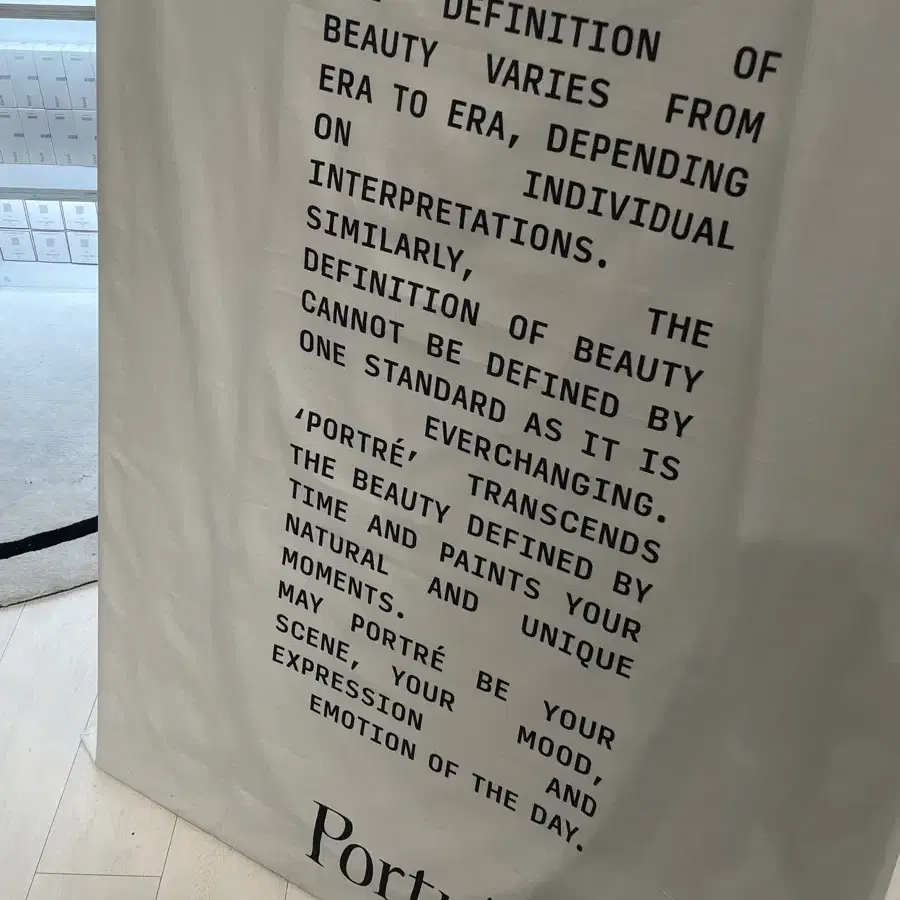 DEFINITION OF
BEAUTY VARIES FROM
ERA TO ERA, DEPENDING
ON INDIVIDUAL
INTERPRETATIONS.
SIMILARLY, THE
DEFINITION OF BEAUTY
CANNOT BE DEFINED BY
ONE STANDARD AS IT IS
EVERCHANGING.
‘PORTRÉ’ TRANSCENDS
THE BEAUTY DEFINED BY
TIME AND PAINTS YOUR
NATURAL AND UNIQUE
MOMENTS.
MAY PORTRÉ BE YOUR
SCENE, YOUR MOOD,
EXPRESSION AND
EMOTION OF THE DAY.